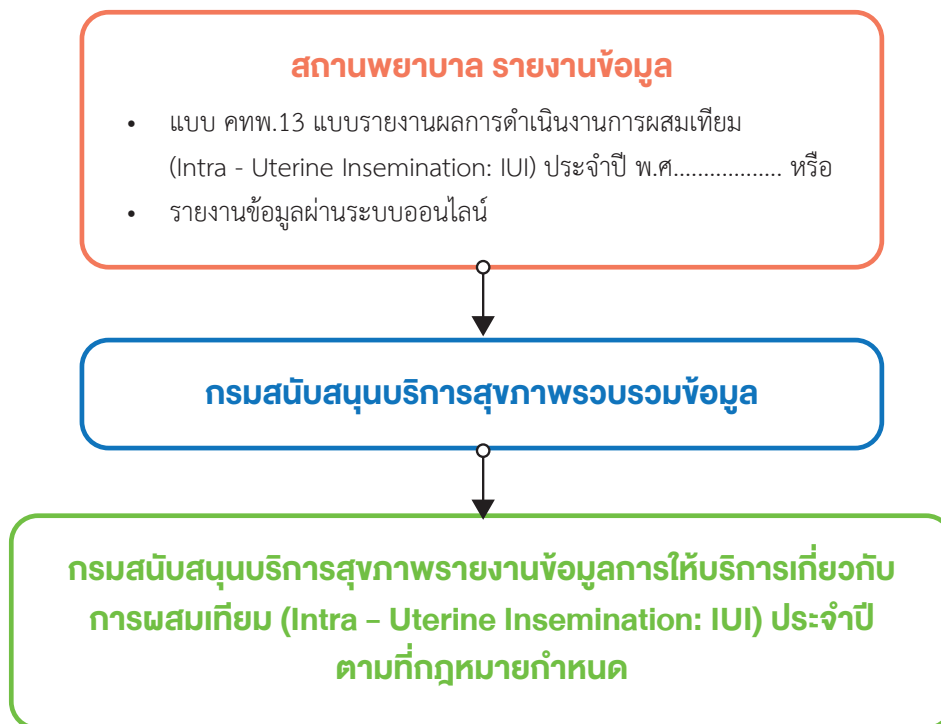 สถานพยาบาล รายงานข้อมูล
• แบบ คทพ.13 แบบรายงานผลการดำเนินงานการผสมเทียม
(Intra - Uterine Insemination: IUI) ประจำปี พ.ศ.................. หรือ
• รายงานข้อมูลผ่านระบบออนไลน์
กรมสนับสนุนบริการสุขภาพรวบรวมข้อมูล
กรมสนับสนุนบริการสุขภาพรายงานข้อมูลการให้บริการเกี่ยวกับ
การผสมเทียม (Intra – Uterine Insemination: IUI) ประจำปี
ตามที่กฎหมายกำหนด